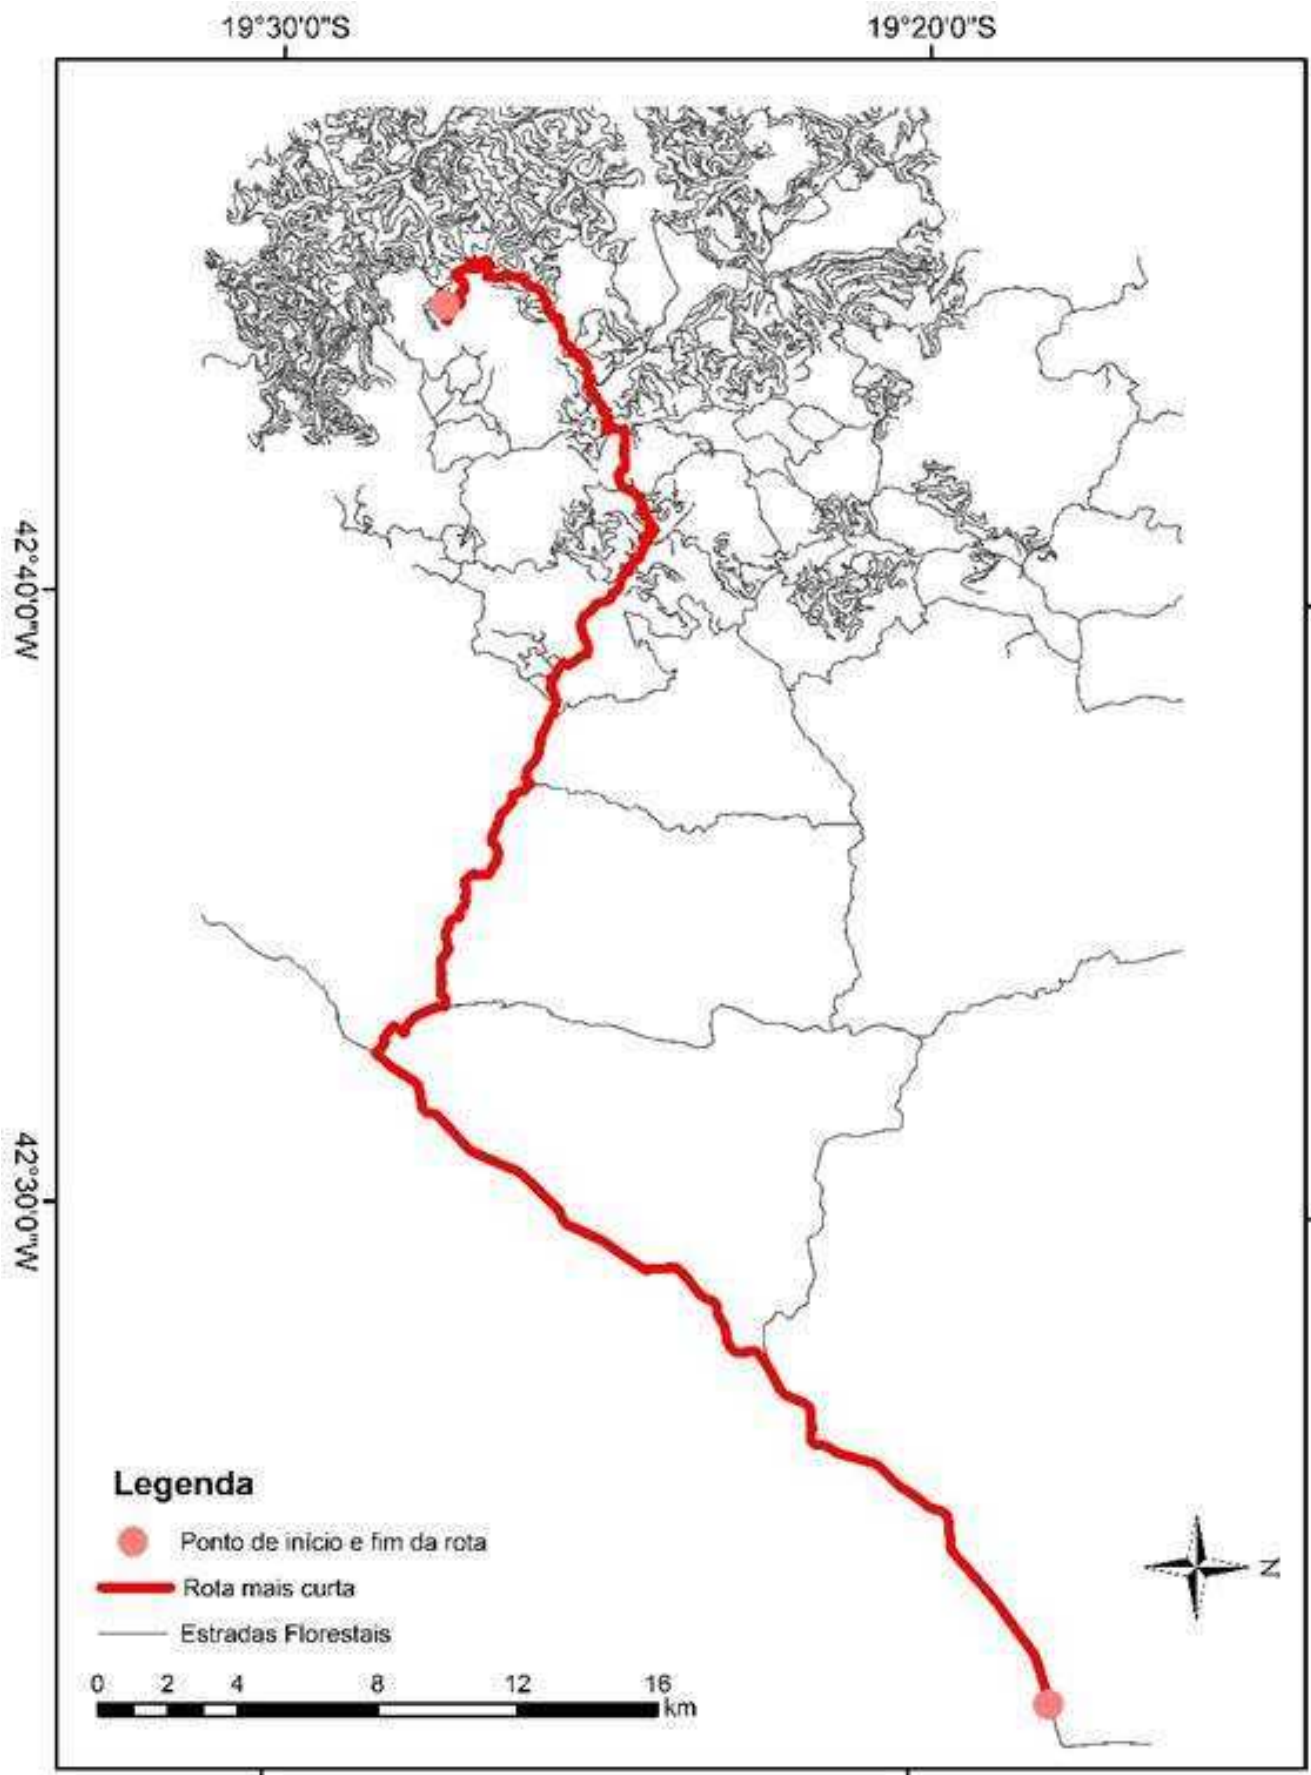 19°30'0"S
19°20'0"S
42°40'0"W
42°30'0"W
Legenda
Ponto de início e fim da rota
Rota mais curta
Estradas Florestais
N
0 2 4 8 12 16
km